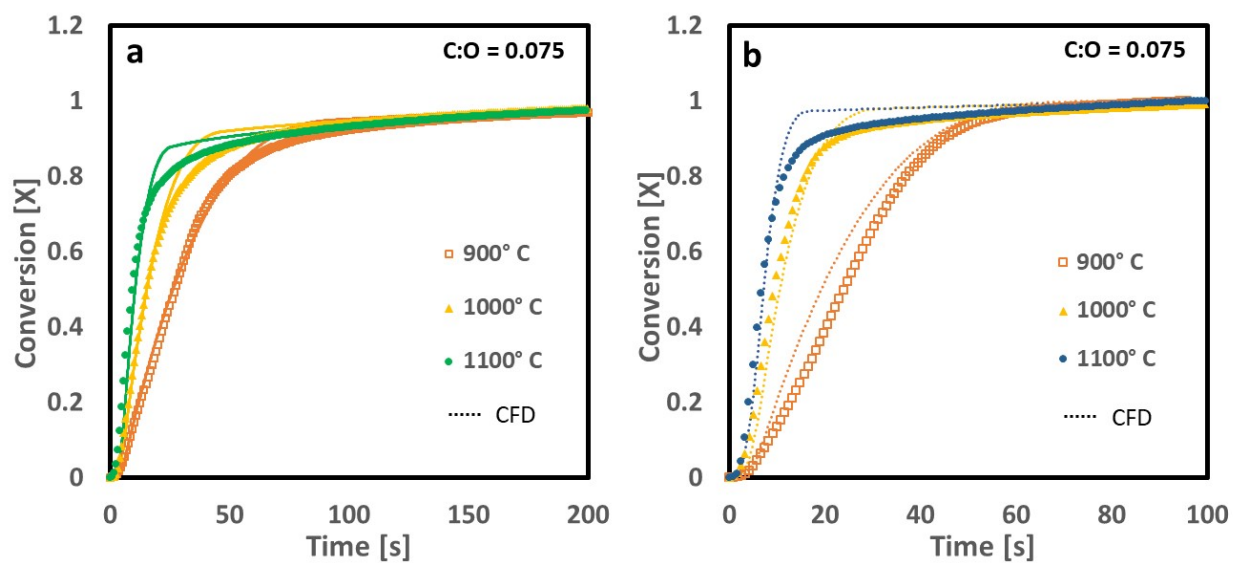 a
C:O = 0.075
1.2
1
0.8
0.6
0.4
0.2
0
Conversion [X]
900° C
1000° C
1100° C
CFD
0 50 100 150 200
Time [s]
b
C:O = 0.075
1.2
1
0.8
0.6
0.4
0.2
0
Conversion [X]
900° C
1000° C
1100° C
CFD
0 20 40 60 80 100
Time [s]